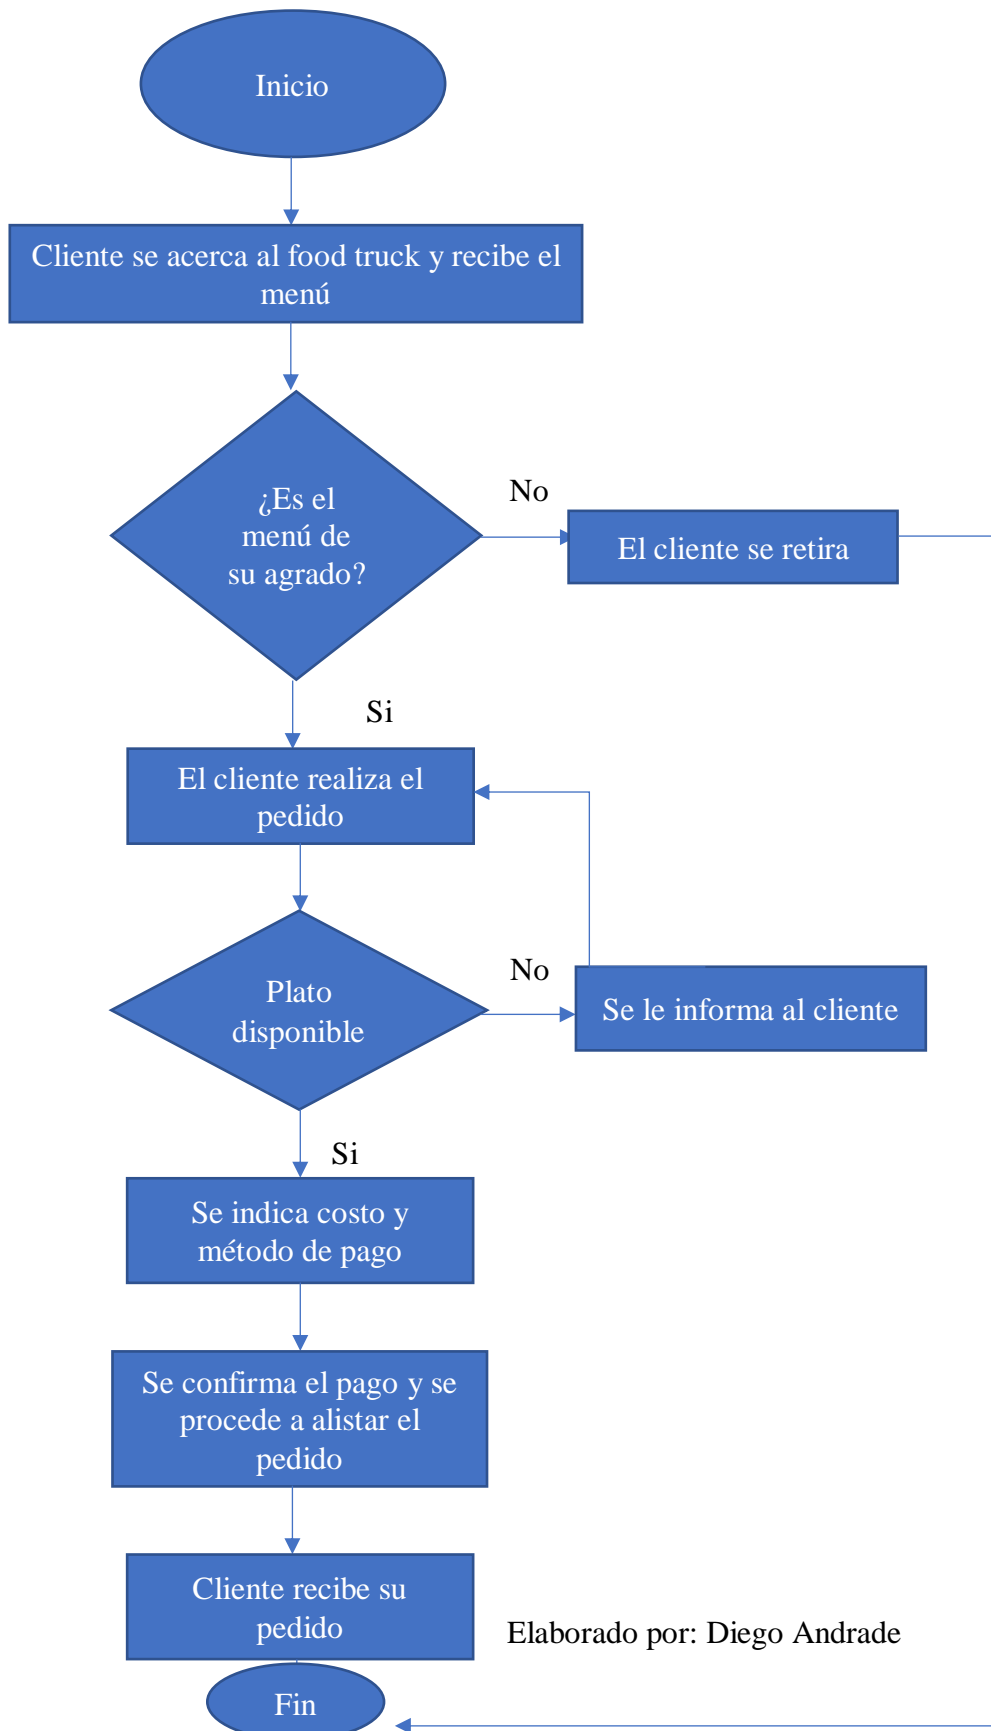 Inicio
Cliente se acerca al food truck y recibe el
menú
¿Es el
menú de
su agrado?
No
El cliente se retira
Si
El cliente realiza el
pedido
Plato
disponible
No
Se le informa al cliente
Si
Se indica costo y
método de pago
Se confirma el pago y se
procede a alistar el
pedido
Cliente recibe su
pedido
Elaborado por: Diego Andrade
Fin